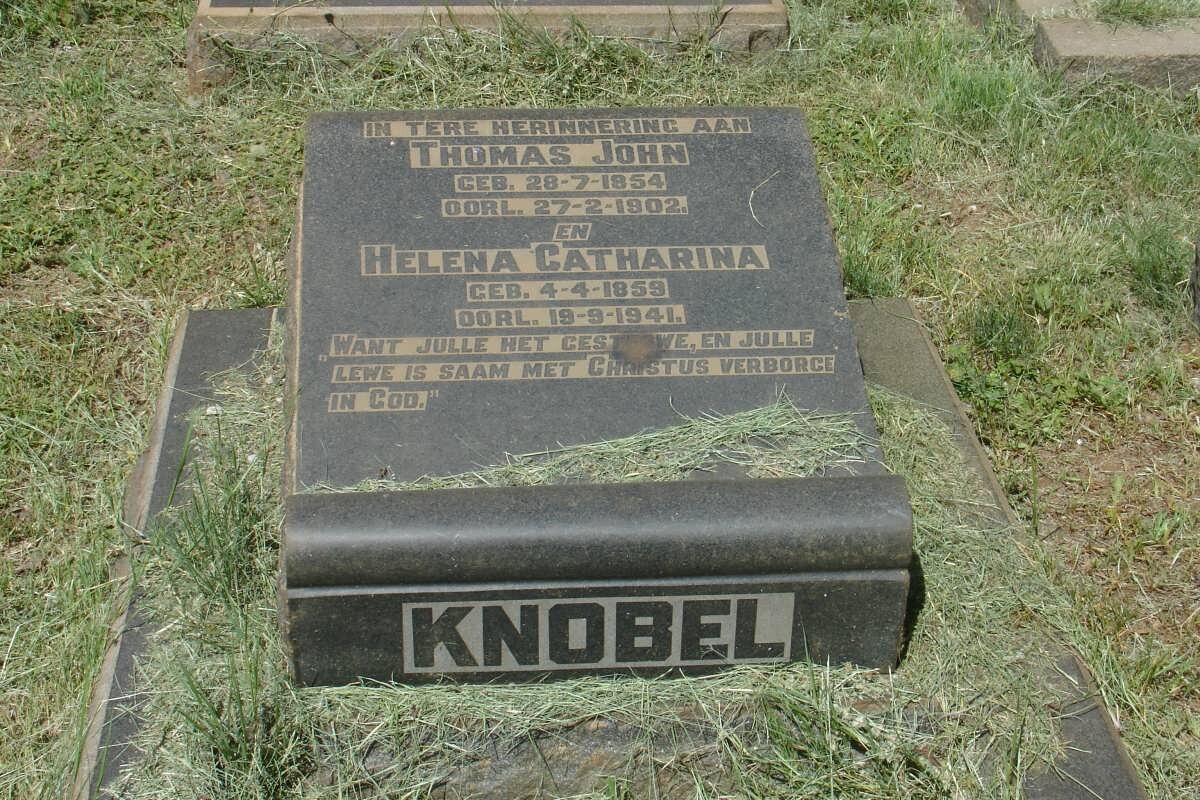 IN TERE HERINNERING AAN
THOMAS JOHN
GEB. 28-7-1854
OORL. 27-2-1902.
EN
HELENA CATHARINA
GEB. 4-4-1859
OORL. 19-9-1941.
„WANT JULLE HET GESTERWE, EN JULLE
LEWE IS SAAM MET CHRISTUS VERBORGE
IN GOD."
KNOBEL